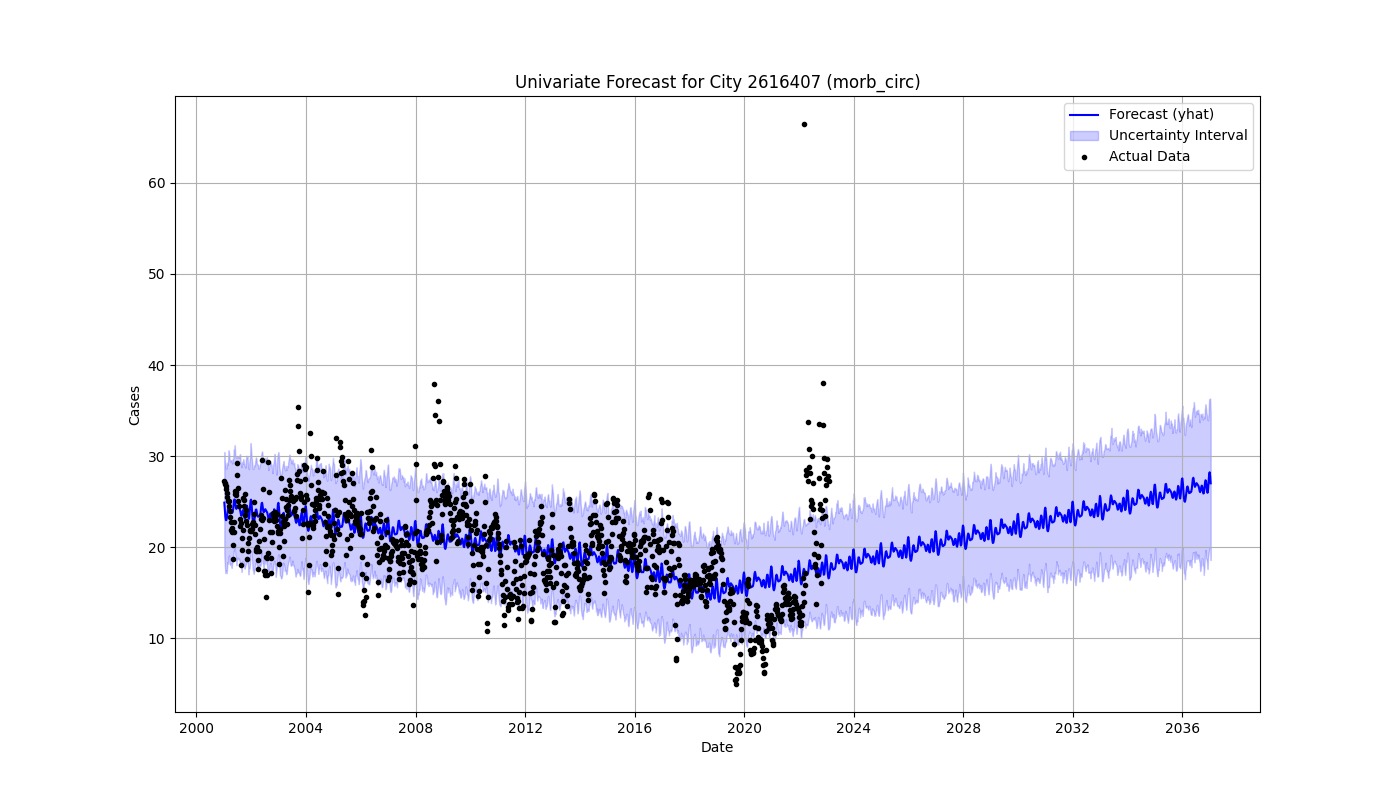 Univariate Forecast for City 2616407 (morb_circ)
Forecast (yhat)
Uncertainty Interval
Actual Data
60
50
40
30
20
10
Cases
2000 2004 2008 2012 2016 2020 2024 2028 2032 2036
Date